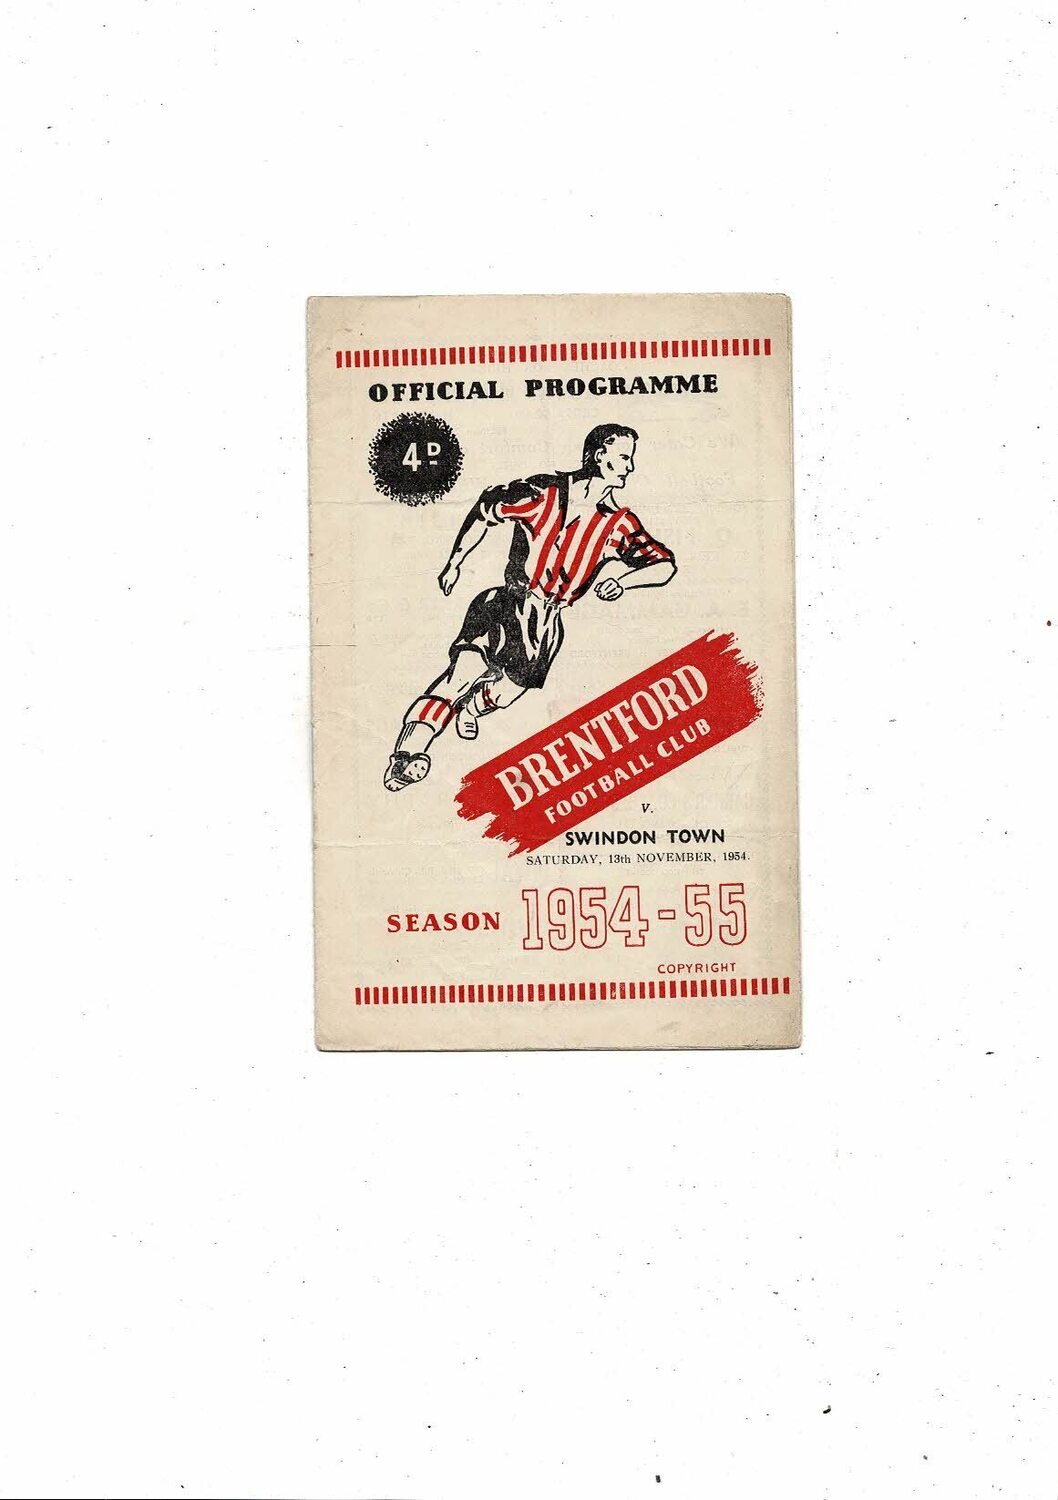 OFFICIAL PROGRAMME
4D
BRENTFORD
FOOTBALL CLUB
v.
SWINDON TOWN
SATURDAY, 13th NOVEMBER, 1954.
SEASON 1954-55
COPYRIGHT